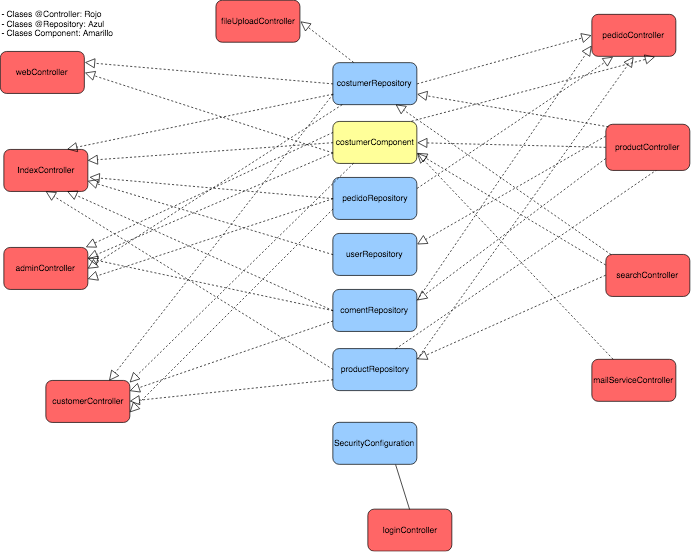 - Clases @Controller: Rojo
- Clases @Repository: Azul
- Clases Component: Amarillo
fileUploadController
pedidoController
webController
costumerRepository
costumerComponent
productController
IndexController
pedidoRepository
userRepository
adminController
searchController
comentRepository
productRepository
mailServiceController
customerController
SecurityConfiguration
loginController